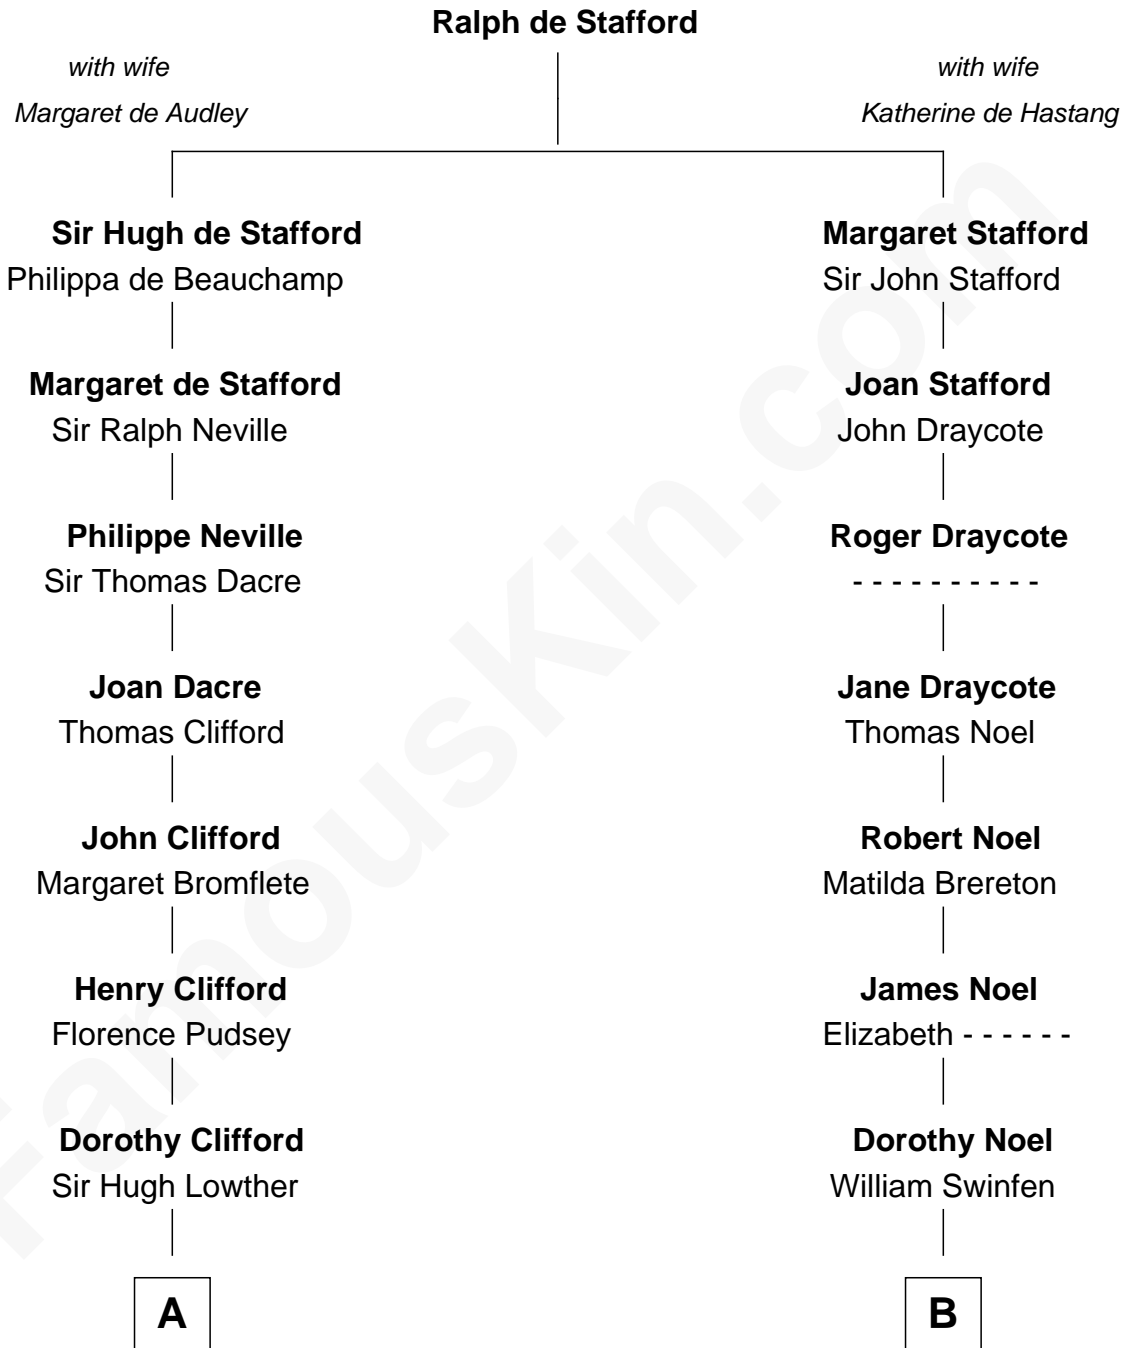 Ralph de Stafford
with wife
Margaret de Audley
with wife
Katherine de Hastang
Sir Hugh de Stafford
Philippa de Beauchamp
Margaret Stafford
Sir John Stafford
Margaret de Stafford
Sir Ralph Neville
Joan Stafford
John Draycote
Philippe Neville
Sir Thomas Dacre
Roger Draycote
- - - - - - - - - -
Joan Dacre
Thomas Clifford
Jane Draycote
Thomas Noel
John Clifford
Margaret Bromflete
Robert Noel
Matilda Brereton
Henry Clifford
Florence Pudsey
James Noel
Elizabeth - - - - - -
Dorothy Clifford
Sir Hugh Lowther
Dorothy Noel
William Swinfen
A
B
FamousKin.com